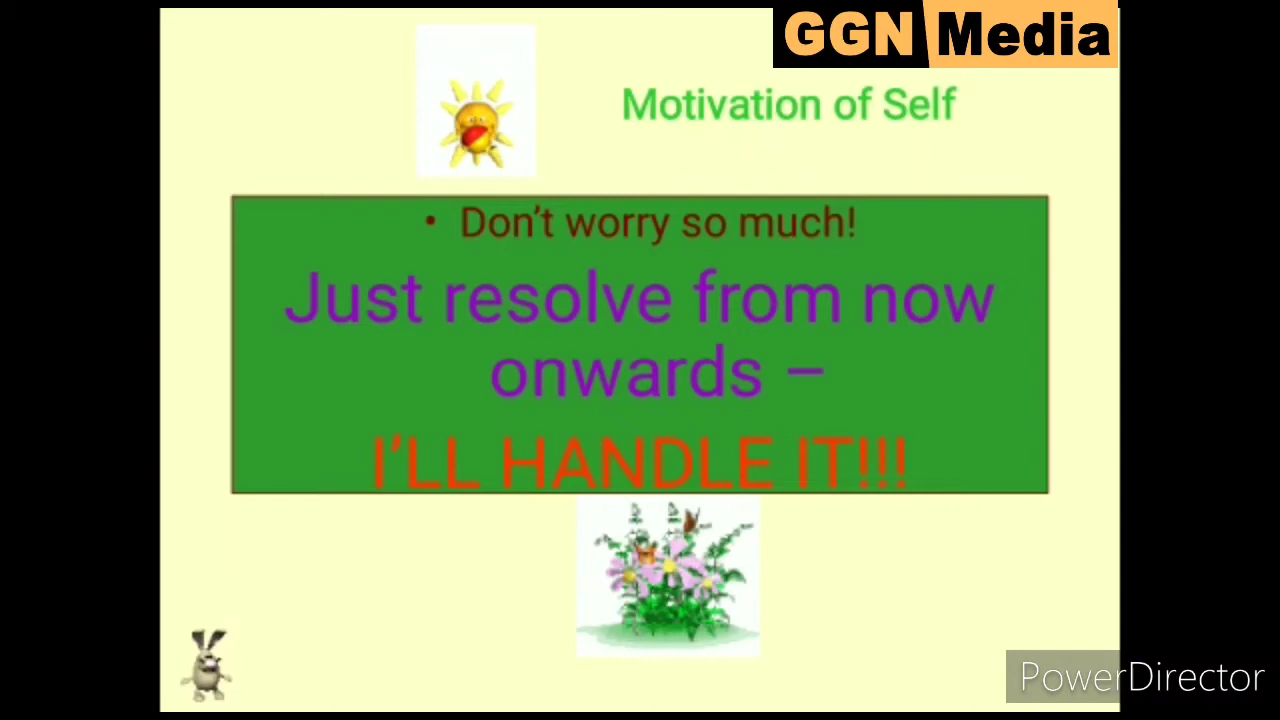 GGN Media
Motivation of Self
• Don’t worry so much!
Just resolve from now
onwards –
I‘LL HANDLE IT!!!
PowerDirector